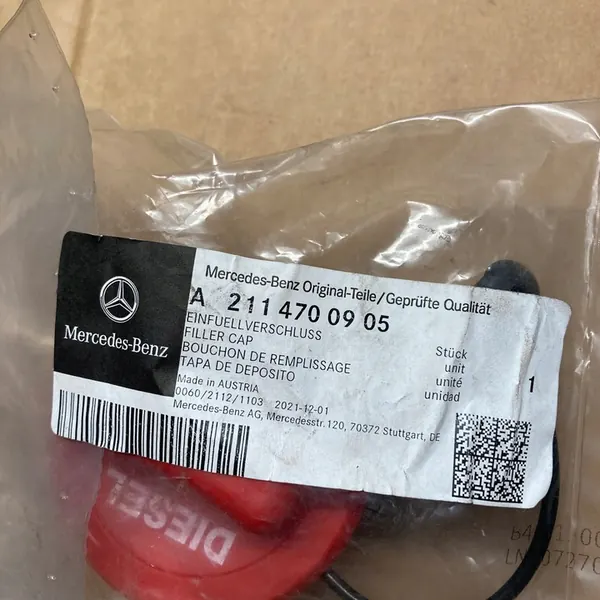 Mercedes-Benz Original-Teile/Geprüfte Qualität
A 211 470 09 05
Mercedes-Benz
EINFUELLVERSCHLUSS
FILLER CAP
BOUCHON DE REMPLISSAGE
TAPA DE DEPOSITO
Stück
unit
unité
unidad
1
Made in AUSTRIA
0060/2112/1103 2021-12-01
Mercedes-Benz AG, Mercedesstr.120, 70372 Stuttgart, DE
DIESEL